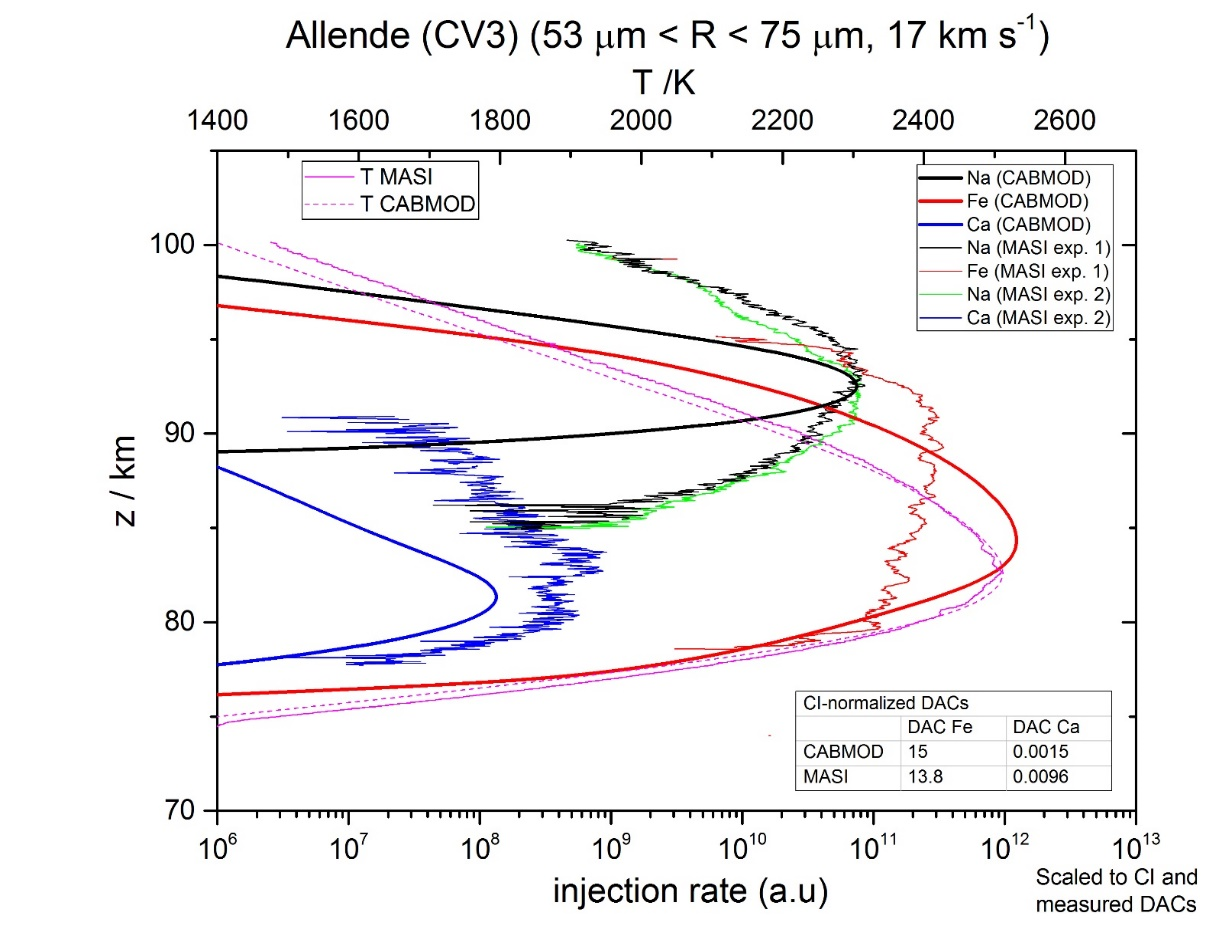 Allende (CV3) (53 μm < R < 75 μm, 17 km s-1)
T /K
1400 1600 1800 2000 2200 2400 2600
T MASI
T CABMOD
Na (CABMOD)
Fe (CABMOD)
Ca (CABMOD)
Na (MASI exp. 1)
Fe (MASI exp. 1)
Na (MASI exp. 2)
Ca (MASI exp. 2)
100
90
80
70
z / km
CI-normalized DACs
DAC Fe DAC Ca
CABMOD 15 0.0015
MASI 13.8 0.0096
10^6 10^7 10^8 10^9 10^10 10^11 10^12 10^13
injection rate (a.u)
Scaled to CI and
measured DACs